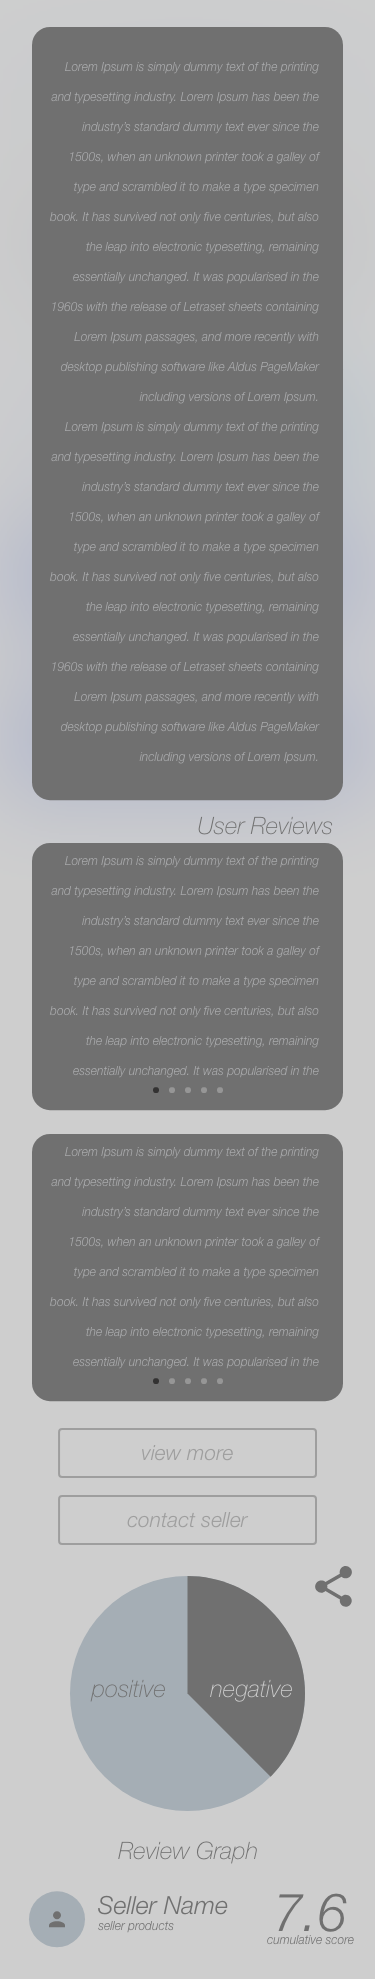 Lorem Ipsum is simply dummy text of the printing
and typesetting industry. Lorem Ipsum has been the
industry's standard dummy text ever since the
1500s, when an unknown printer took a galley of
type and scrambled it to make a type specimen
book. It has survived not only five centuries, but also
the leap into electronic typesetting, remaining
essentially unchanged. It was popularised in the
1960s with the release of Letraset sheets containing
Lorem Ipsum passages, and more recently with
desktop publishing software like Aldus PageMaker
including versions of Lorem Ipsum.
Lorem Ipsum is simply dummy text of the printing
and typesetting industry. Lorem Ipsum has been the
industry's standard dummy text ever since the
1500s, when an unknown printer took a galley of
type and scrambled it to make a type specimen
book. It has survived not only five centuries, but also
the leap into electronic typesetting, remaining
essentially unchanged. It was popularised in the
1960s with the release of Letraset sheets containing
Lorem Ipsum passages, and more recently with
desktop publishing software like Aldus PageMaker
including versions of Lorem Ipsum.
User Reviews
Lorem Ipsum is simply dummy text of the printing
and typesetting industry. Lorem Ipsum has been the
industry's standard dummy text ever since the
1500s, when an unknown printer took a galley of
type and scrambled it to make a type specimen
book. It has survived not only five centuries, but also
the leap into electronic typesetting, remaining
essentially unchanged. It was popularised in the
Lorem Ipsum is simply dummy text of the printing
and typesetting industry. Lorem Ipsum has been the
industry's standard dummy text ever since the
1500s, when an unknown printer took a galley of
type and scrambled it to make a type specimen
book. It has survived not only five centuries, but also
the leap into electronic typesetting, remaining
essentially unchanged. It was popularised in the
view more
contact seller
positive
negative
Review Graph
Seller Name
seller products
7.6
cumulative score